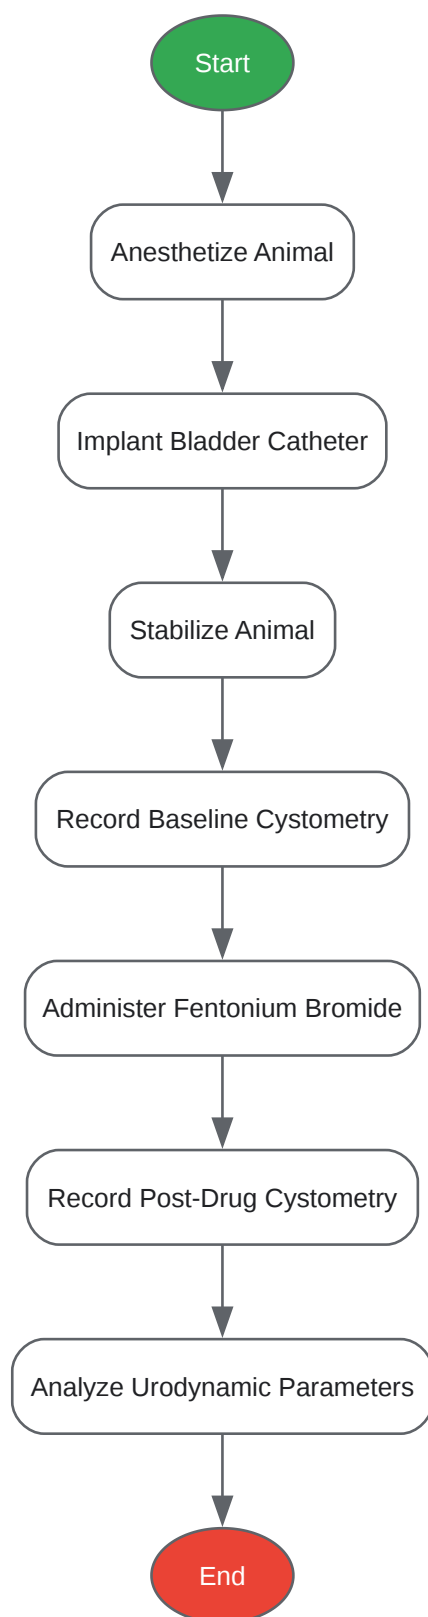 Start
Anesthetize Animal
Implant Bladder Catheter
Stabilize Animal
Record Baseline Cystometry
Administer Fentonium Bromide
Record Post-Drug Cystometry
Analyze Urodynamic Parameters
End